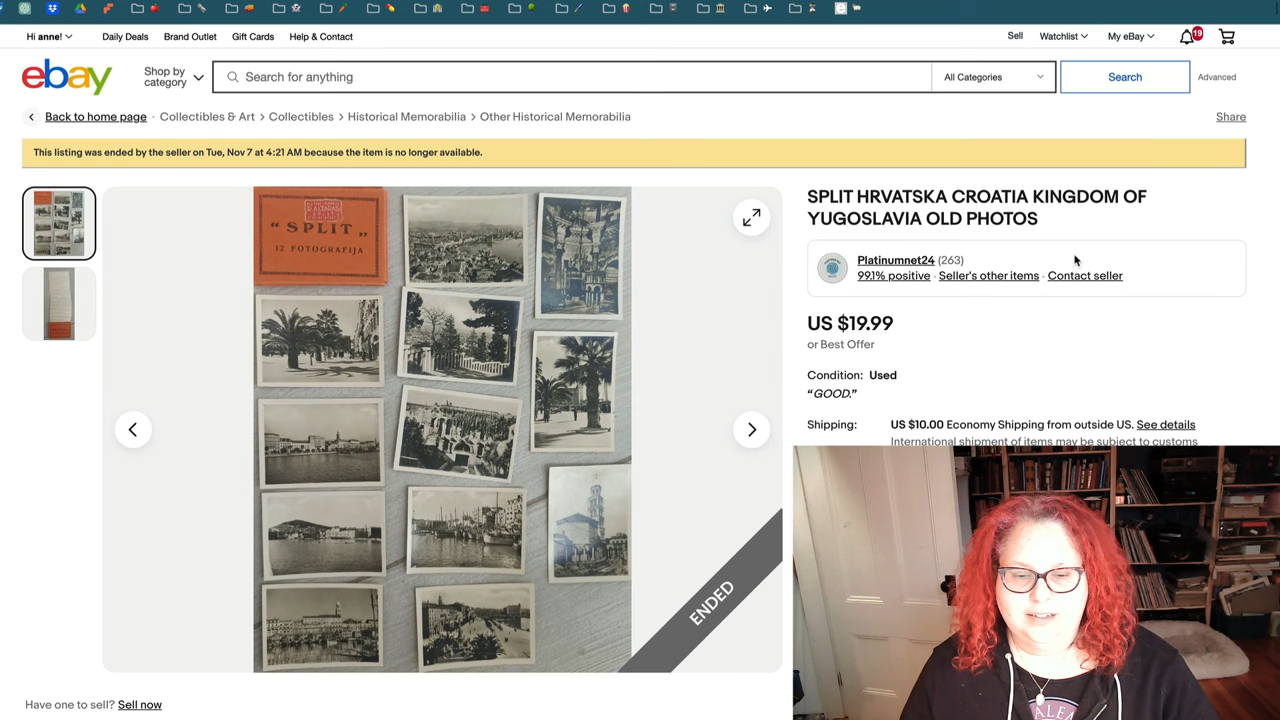 Hi anne!
Daily Deals
Brand Outlet
Gift Cards
Help & Contact
Sell
Watchlist
My eBay
19
ebay
Shop by
category
Search for anything
All Categories
Search
Advanced
Back to home page
Collectibles & Art > Collectibles > Historical Memorabilia > Other Historical Memorabilia
Share
This listing was ended by the seller on Tue, Nov 7 at 4:21 AM because the item is no longer available.
"SPLIT„
12 FOTOGRAFIJA
ENDED
SPLIT HRVATSKA CROATIA KINGDOM OF
YUGOSLAVIA OLD PHOTOS
Platinumnet24 (263)
99.1% positive · Seller's other items · Contact seller
US $19.99
or Best Offer
Condition: Used
“GOOD.”
Shipping: US $10.00 Economy Shipping from outside US. See details
International shipment of items may be subject to customs
Have one to sell? Sell now